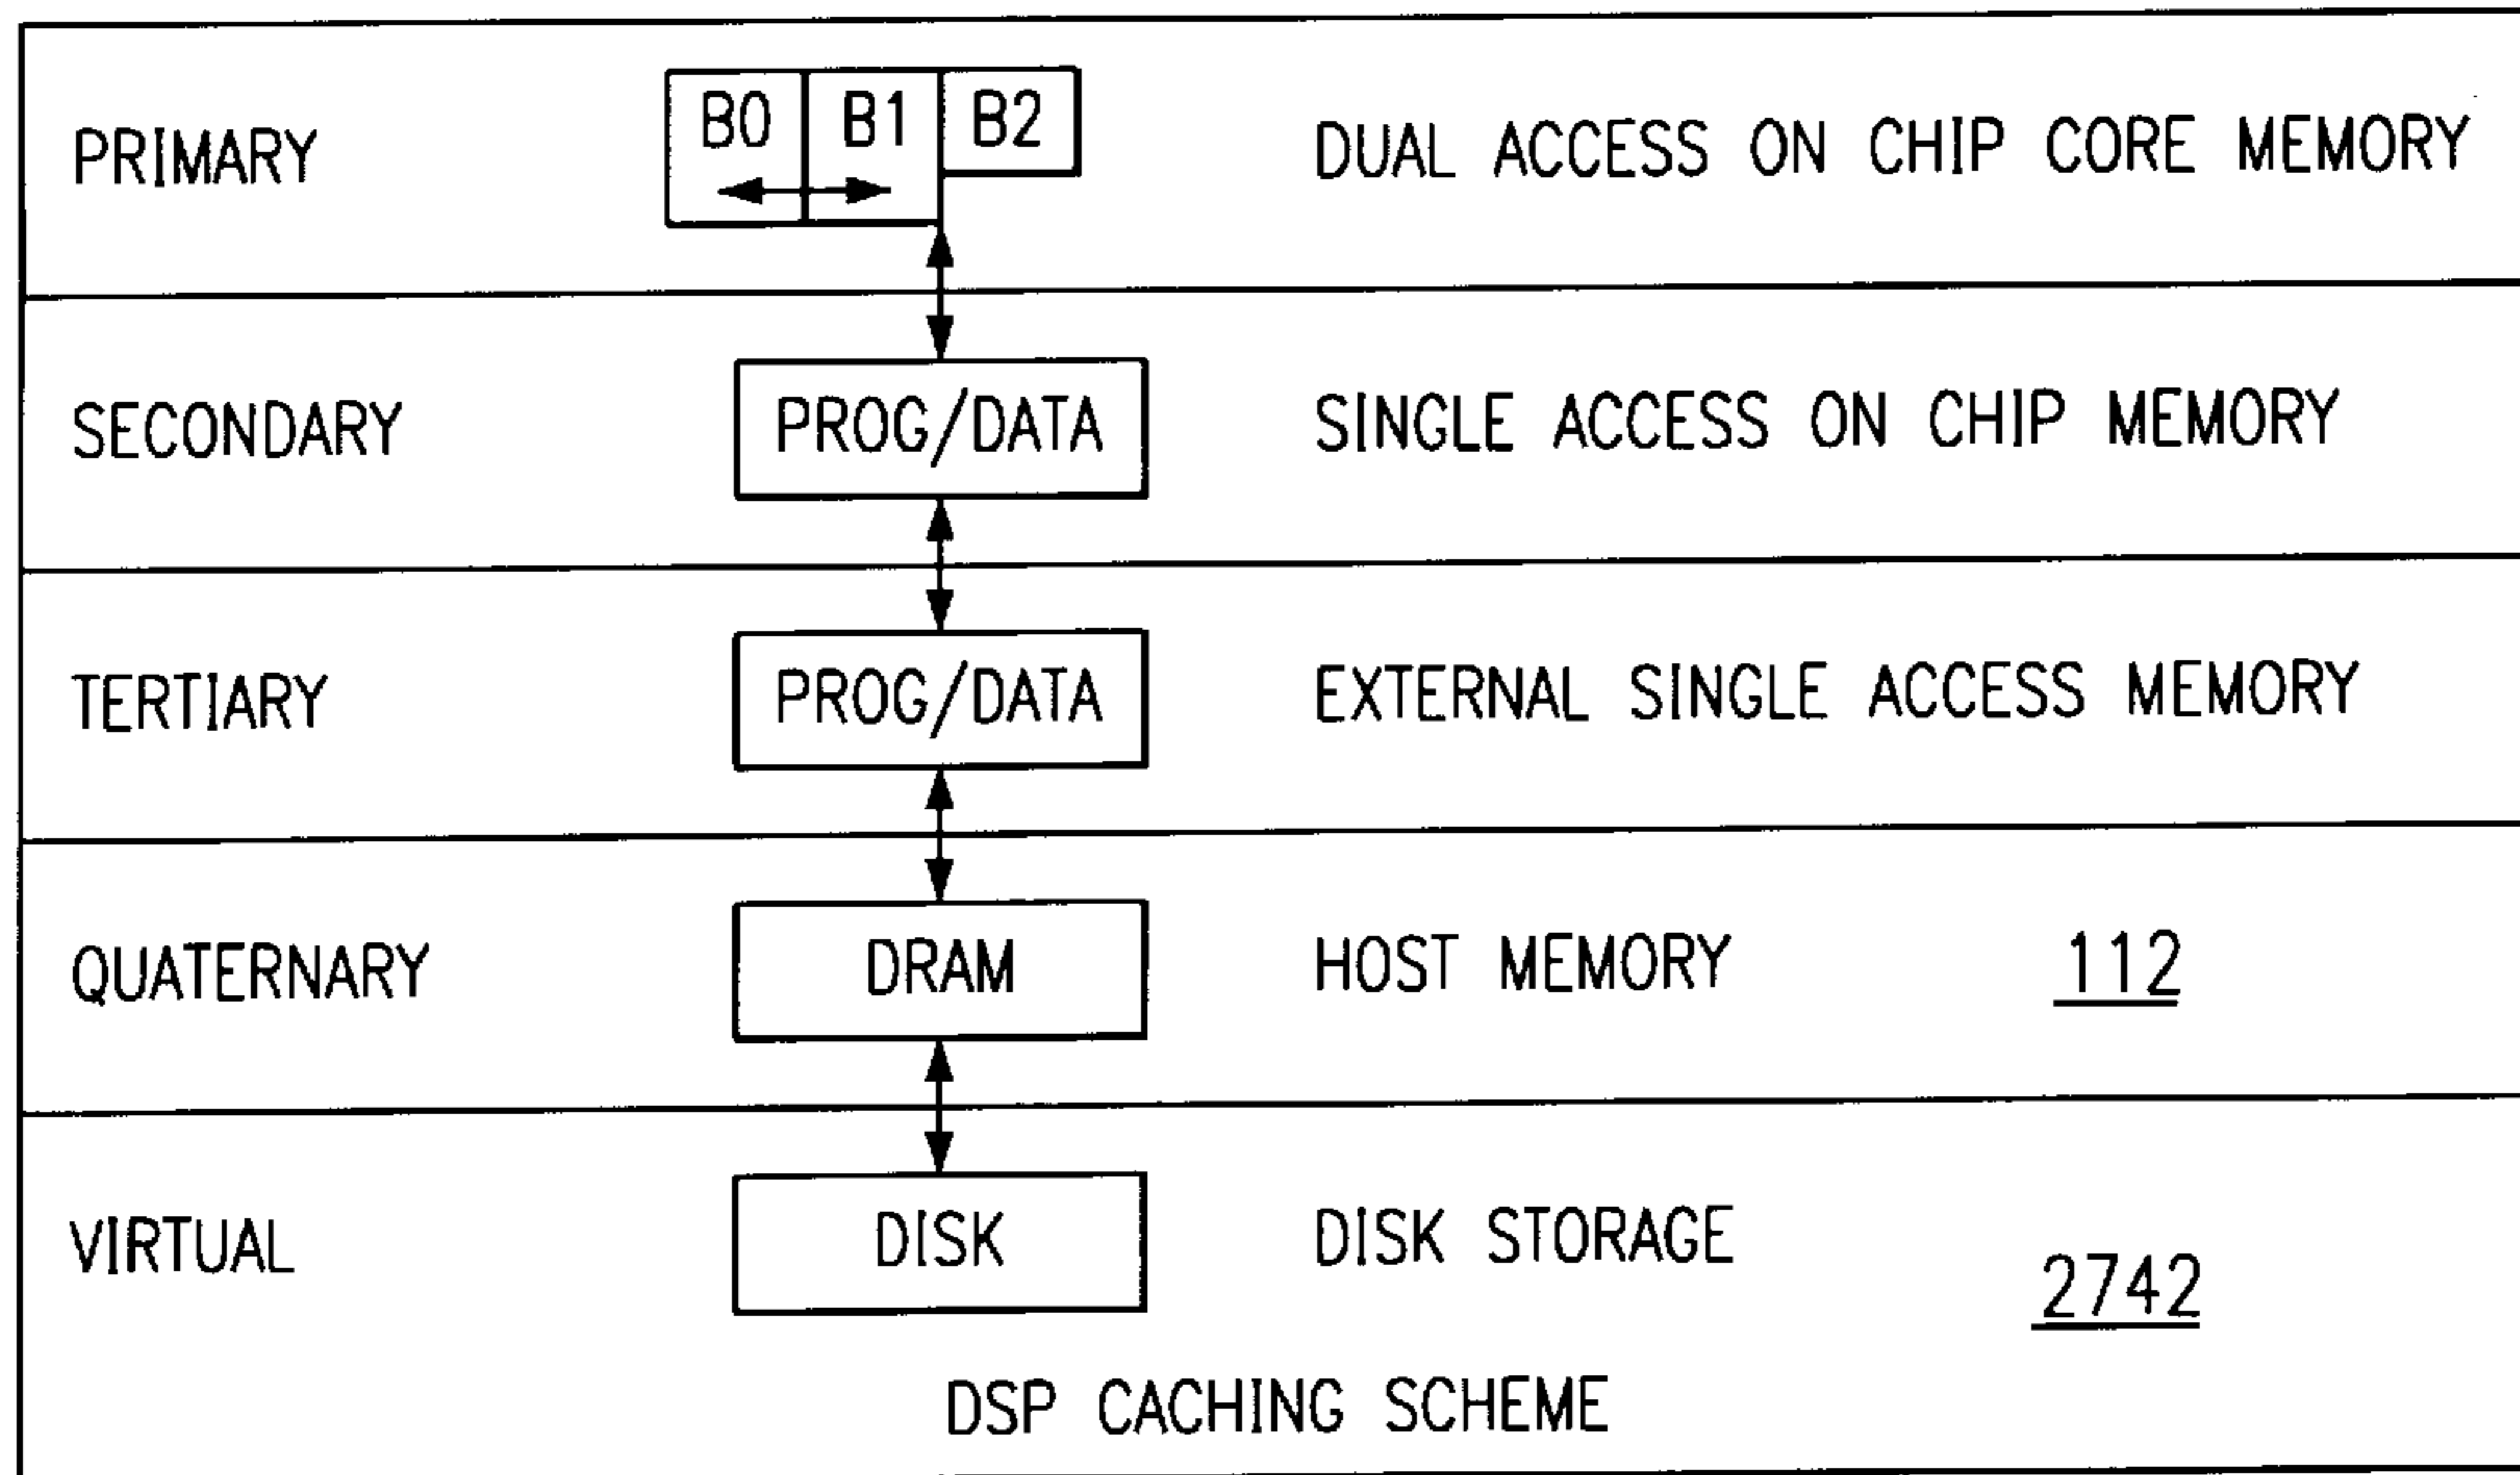 PRIMARY B0 B1 B2 DUAL ACCESS ON CHIP CORE MEMORY
SECONDARY PROG/DATA SINGLE ACCESS ON CHIP MEMORY
TERTIARY PROG/DATA EXTERNAL SINGLE ACCESS MEMORY
QUATERNARY DRAM HOST MEMORY 112
VIRTUAL DISK DISK STORAGE
2742
DSP CACHING SCHEME